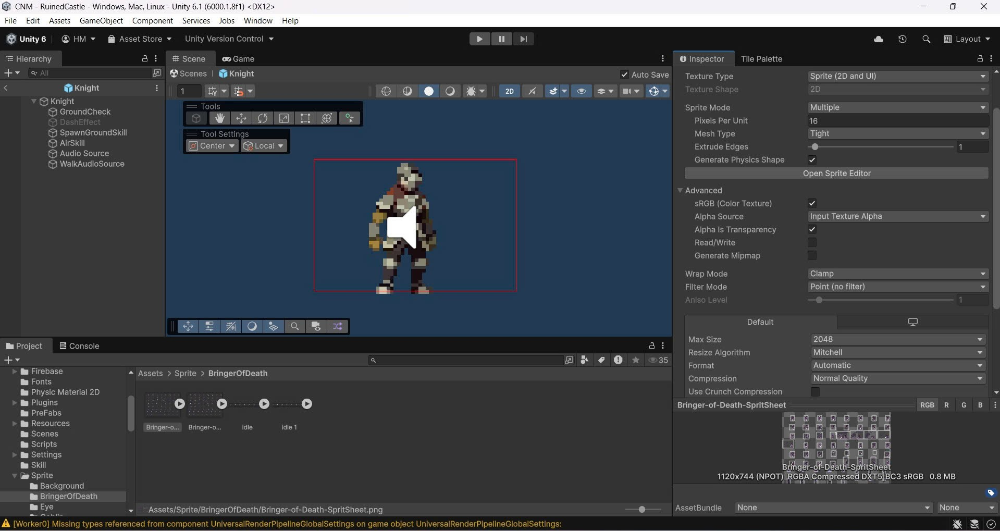 CNM - RuinedCastle - Windows, Mac, Linux - Unity 6.1 (6000.1.8f1) <DX12>
File Edit Assets GameObject Component Services Jobs Window Help
Unity 6 HM Asset Store Unity Version Control Layout
Hierarchy
All
Knight
Knight
GroundCheck
DashEffect
SpawnGroundSkill
AirSkill
Audio Source
WalkAudioSource
Scene Game
Scenes Knight Auto Save
1 2D
Tools
Tool Settings
Center Local
Inspector Tile Palette
Texture Type Sprite (2D and UI)
Texture Shape 2D
Sprite Mode Multiple
Pixels Per Unit 16
Mesh Type Tight
Extrude Edges 1
Generate Physics Shape
Open Sprite Editor
Advanced
sRGB (Color Texture)
Alpha Source Input Texture Alpha
Alpha Is Transparency
Read/Write
Generate Mipmap
Wrap Mode Clamp
Filter Mode Point (no filter)
Aniso Level 1
Default
Max Size 2048
Resize Algorithm Mitchell
Format Automatic
Compression Normal Quality
Use Crunch Compression
Bringer-of-Death-SpritSheet RGB R G B
Bringer-of-Death-SpritSheet
1120x744 (NPOT) RGBA Compressed DXT5|BC3 sRGB 0.8 MB
AssetBundle None None
Project Console
35
Firebase
Fonts
Physic Material 2D
Plugins
PreFabs
Resources
Scenes
Scripts
Settings
Skill
Sprite
Background
BringerOfDeath
Eye
Assets > Sprite > BringerOfDeath
Bringer-o... Bringer-o... idle idle 1
Assets/Sprite/BringerOfDeath/Bringer-of-Death-SpritSheet.png
[Worker0] Missing types referenced from component UniversalRenderPipelineGlobalSettings on game object UniversalRenderPipelineGlobalSettings: